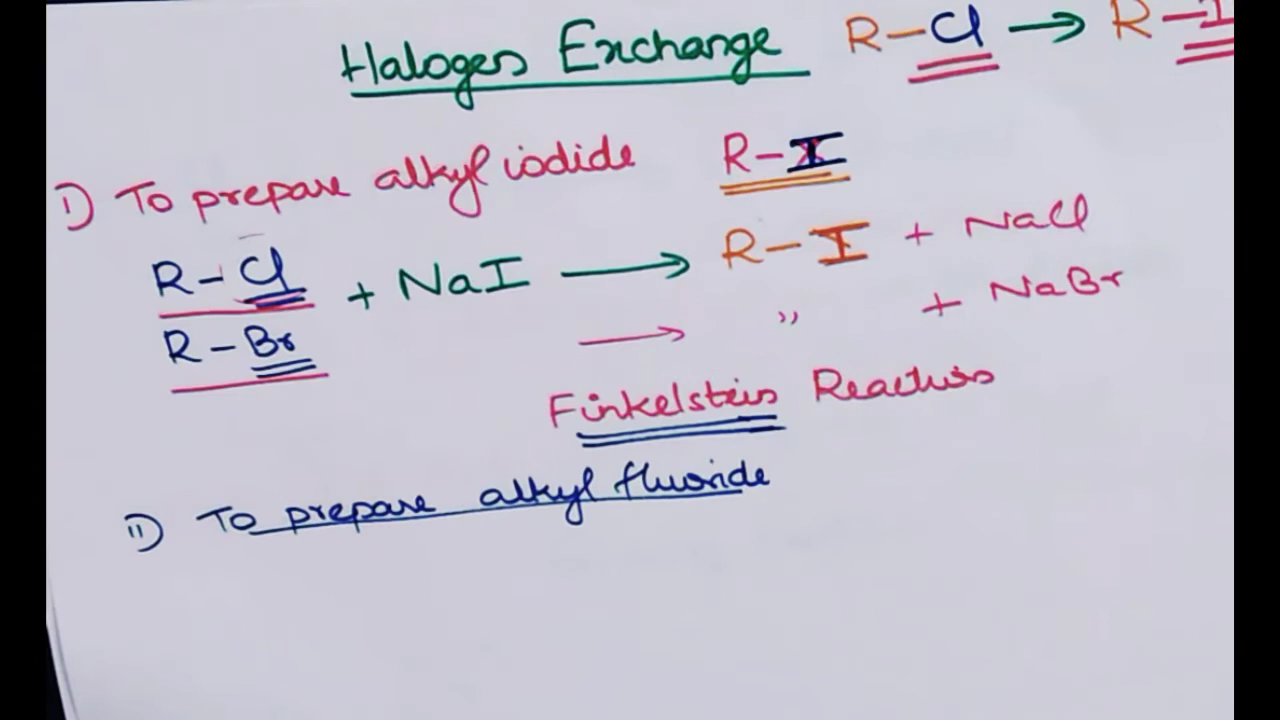 Halogen Exchange R-Cl → R-I
i) To prepare alkyl iodide R-I
R-Cl + NaI → R-I + NaCl
R-Br → " + NaBr
Finkelstein Reaction
ii) To prepare alkyl fluoride